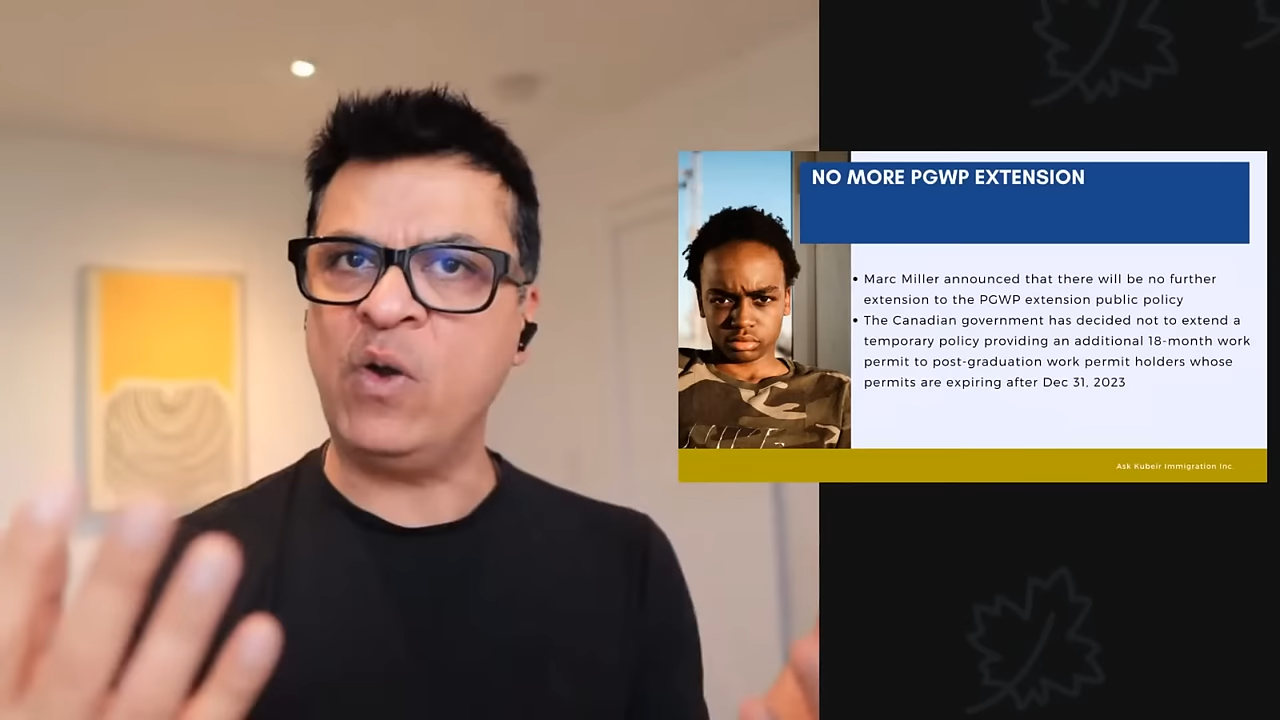 NO MORE PGWP EXTENSION
• Marc Miller announced that there will be no further
extension to the PGWP extension public policy
• The Canadian government has decided not to extend a
temporary policy providing an additional 18-month work
permit to post-graduation work permit holders whose
permits are expiring after Dec 31, 2023
Ask Kubeir Immigration Inc.